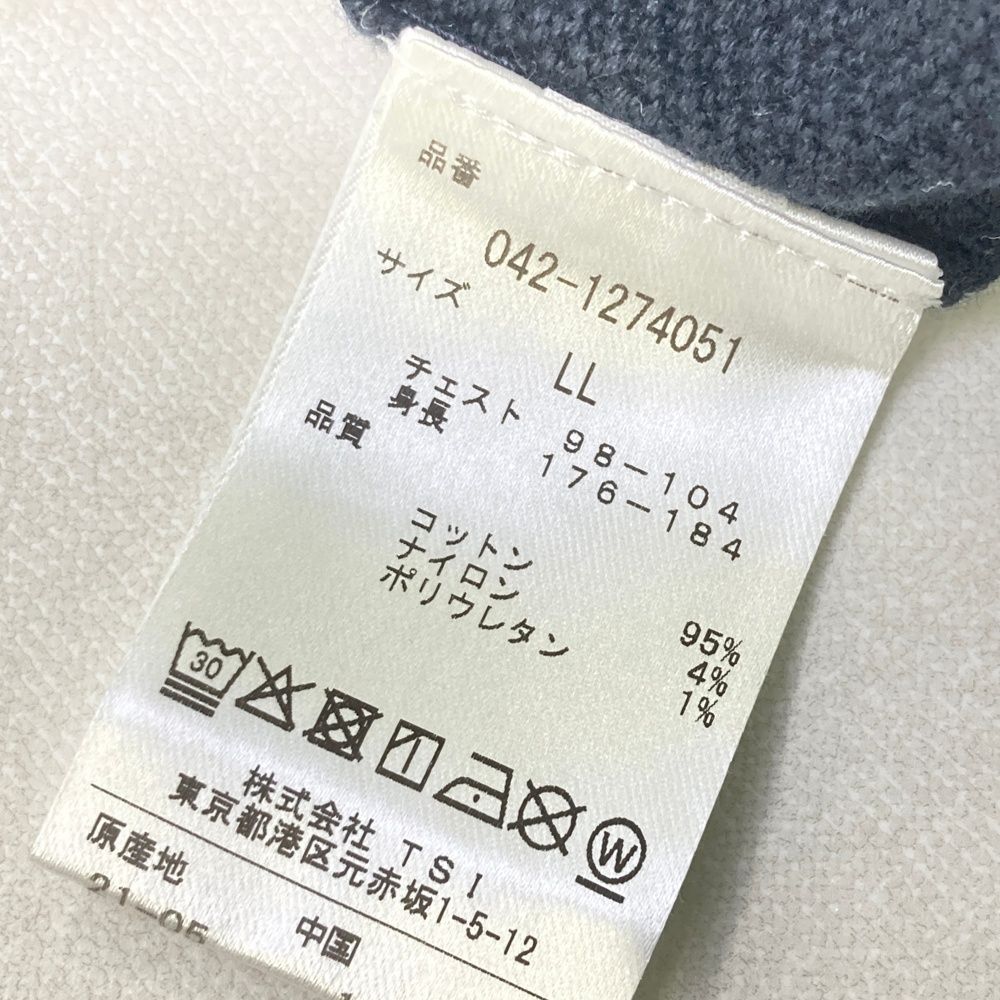 品番
042-1274051
サイズ
LL
チェスト 98-104
身長 176-184
品質
コットン 95%
ナイロン 4%
ポリウレタン 1%
30
W
株式会社 TSI
東京都港区元赤坂1-5-12
原産地
中国